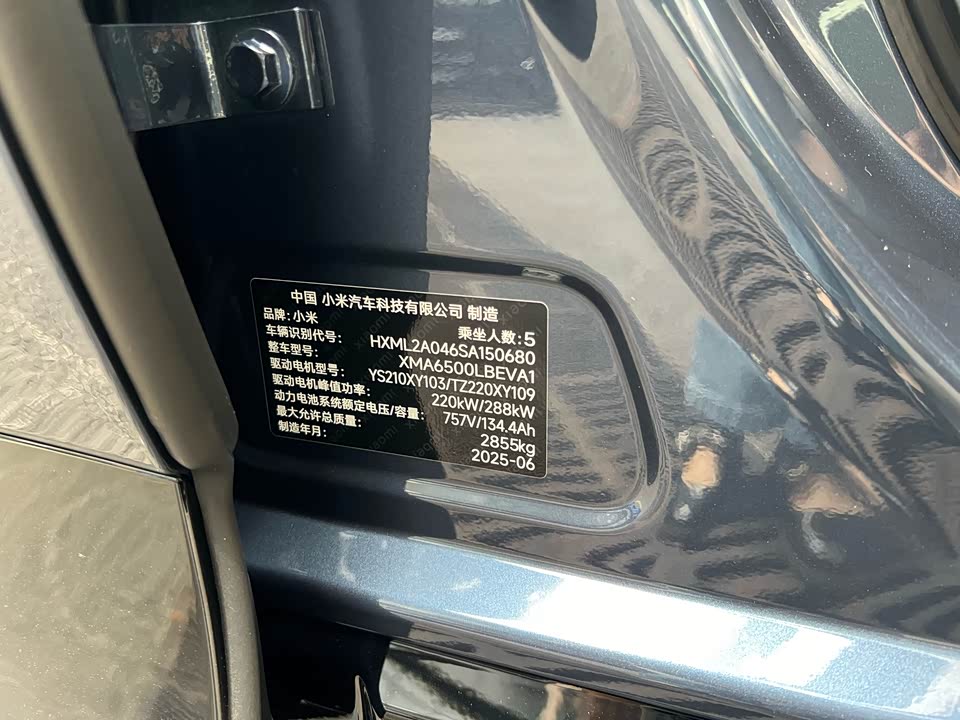 中国 小米汽车科技有限公司 制造
品牌:小米 乘坐人数:5
车辆识别代号: HXML2A046SA150680
整车型号: XMA6500LBEVA1
驱动电机型号: YS210XY103/TZ220XY109
驱动电机峰值功率: 220kW/288kW
动力电池系统额定电压/容量: 757V/134.4Ah
最大允许总质量: 2855kg
制造年月: 2025-06